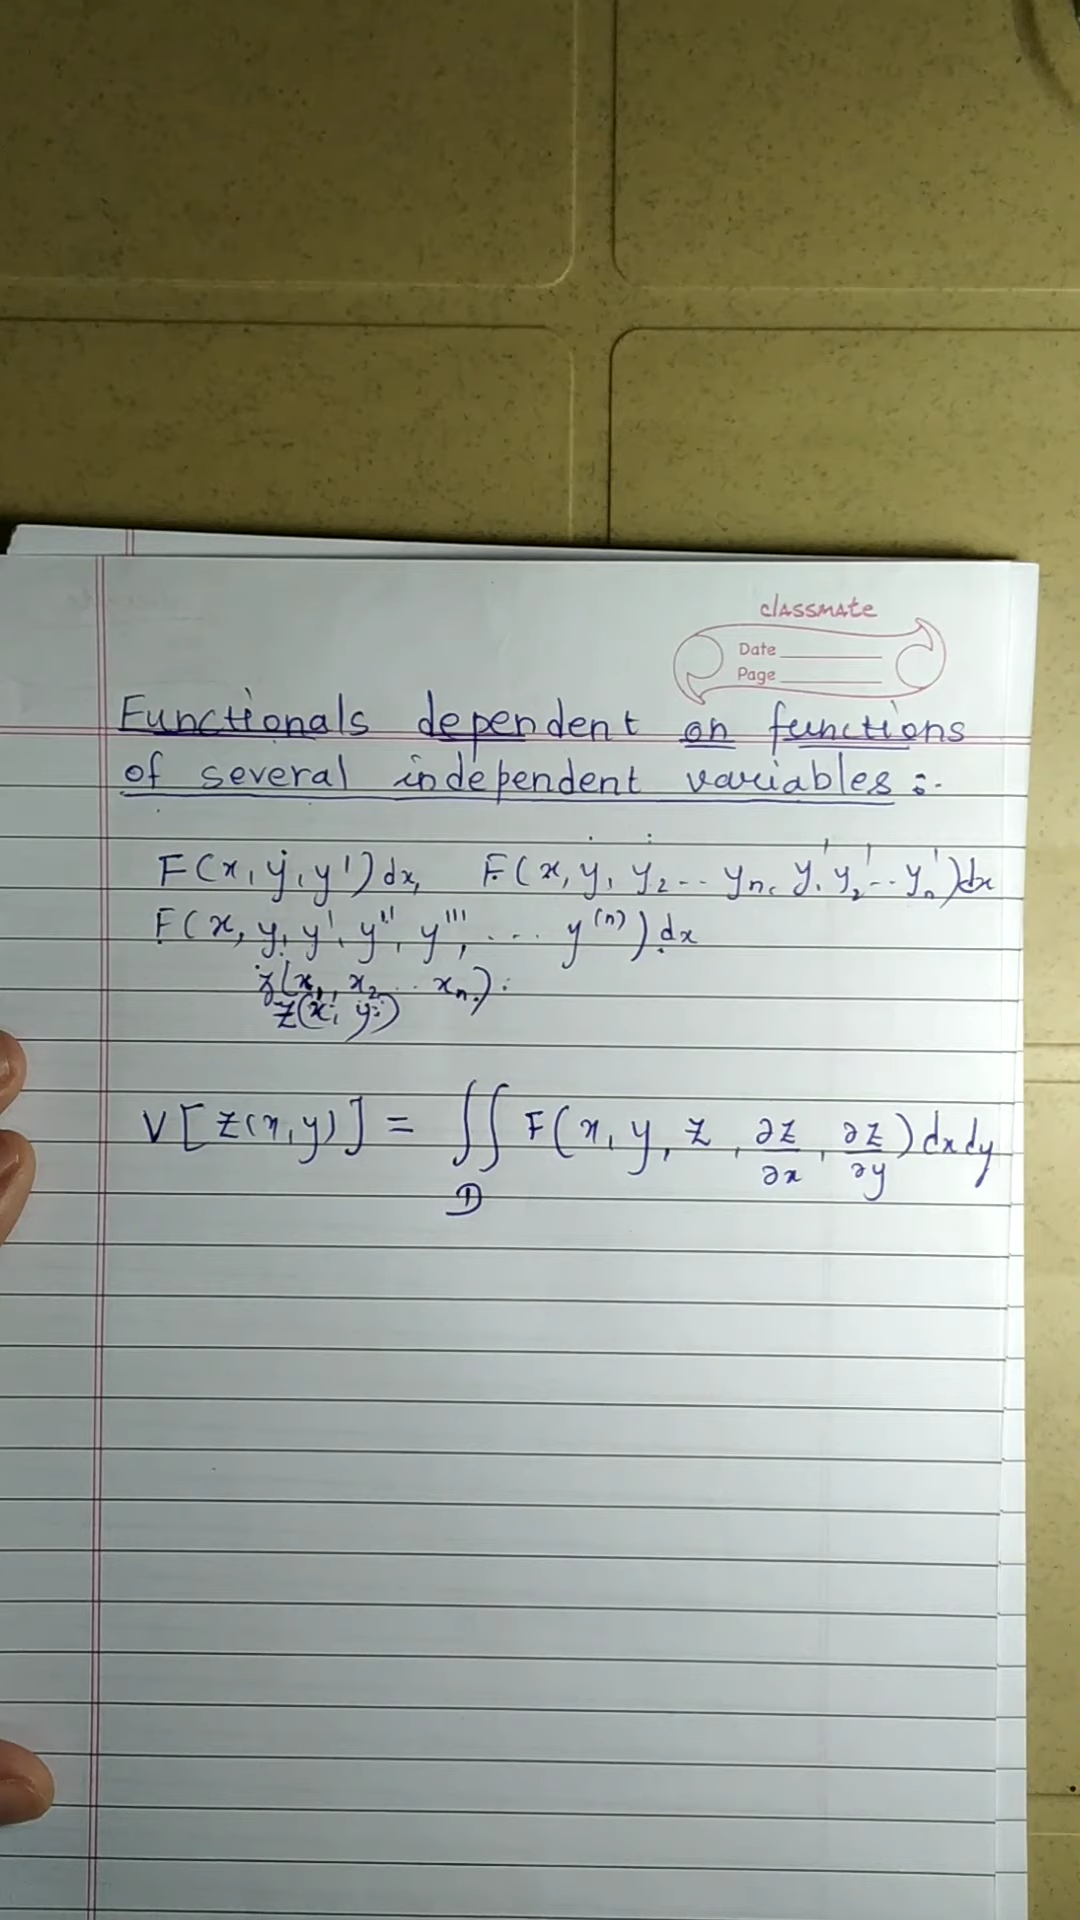 classmate
Date
Page
Functionals dependent on functions
of several independent variables :-
F(x, y, y') dx, F(x, y₁ y₂ -- yₙ, y₁' y₂' -- yₙ') dx
F(x, y, y', y'', y''', ... y⁽ⁿ⁾) dx
z(x₁, x₂ .. xₙ).
z(x, y)
V[z(x,y)] = ∬_D F(x, y, z, ∂z/∂x, ∂z/∂y) dx dy